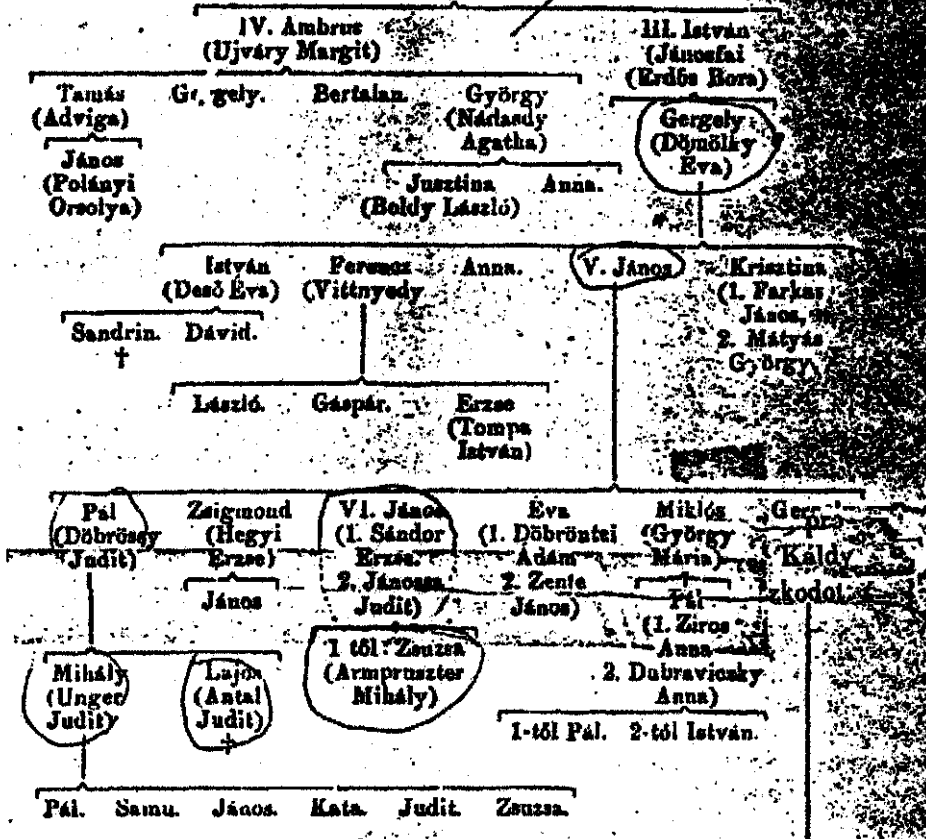 IV. Ambrus
(Ujváry Margit)
III. István
(Jánosfai
(Erdős Bora)
Tamás
(Adviga)
Bertalan.
György
(Nádasdy
Agatha)
Gergely
(Dömölky
Éva)
János
(Polányi
Orsolya)
Jusztina
(Boldy László)
Anna.
István
(Deső Éva)
Ferencz
(Vittnyedy
Anna.
V. János
Krisztina
(1. Farkas
János,
2. Mátyás
György)
Sandrin.
†
Dávid.
László.
Gáspár.
Erzse
(Tompa
István)
Pál
(Döbrösy
Judit)
Zsigmond
(Hegyi
Erzse)
VI. János
(1. Sándor
Erzse.
2. Jánossa
Judit)
Éva
(1. Döbröntei
Ádám
2. Zente
János)
Miklós
(György
Mária)
Káldy
János
Pál
(1. Ziros
Anna
2. Dubraviczky
Anna)
Mihály
(Unger
Judit)
Lajos
(Antal
Judit)
†
1 től Zsuzsa
(Armpruszter
Mihály)
1-től Pál.
2-tól István.
Pál.
Samu.
János.
Kata.
Judit.
Zsuzsa.